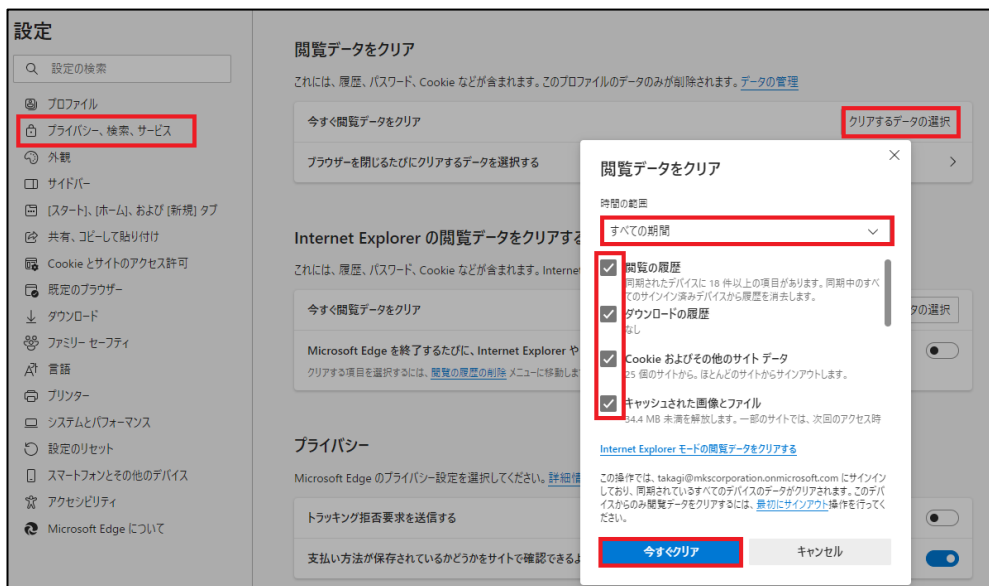 設定
設定の検索
プロファイル
プライバシー、検索、サービス
外観
サイドバー
[スタート]、[ホーム]、および [新規] タブ
共有、コピーして貼り付け
Cookie とサイトのアクセス許可
既定のブラウザー
ダウンロード
ファミリー セーフティ
言語
プリンター
システムとパフォーマンス
設定のリセット
スマートフォンとその他のデバイス
アクセシビリティ
Microsoft Edge について
閲覧データをクリア
これには、履歴、パスワード、Cookie などが含まれます。このプロファイルのデータのみが削除されます。データの管理
今すぐ閲覧データをクリア
クリアするデータの選択
ブラウザーを閉じるたびにクリアするデータを選択する
Internet Explorer の閲覧データをクリアする
これには、履歴、パスワード、Cookie などが含まれます。Internet
今すぐ閲覧データをクリア
タの選択
Microsoft Edge を終了するたびに、Internet Explorer や
クリアする項目を選択するには、閲覧の履歴の削除 メニューに移動しま
プライバシー
Microsoft Edge のプライバシー設定を選択してください。詳細情
トラッキング拒否要求を送信する
支払い方法が保存されているかどうかをサイトで確認できるよ
閲覧データをクリア
時間の範囲
すべての期間
閲覧の履歴
同期されたデバイスに 18 件以上の項目があります。同期中のすべ
てのサインイン済みデバイスから履歴を消去します。
ダウンロードの履歴
なし
Cookie およびその他のサイト データ
25 個のサイトから。ほとんどのサイトからサインアウトします。
キャッシュされた画像とファイル
34.4 MB 未満を解放します。一部のサイトでは、次回のアクセス時
Internet Explorer モードの閲覧データをクリアする
この操作では、takagi@mkscorporation.onmicrosoft.com にサインイン
しており、同期されているすべてのデバイスのデータがクリアされます。このデバ
イスからのみ閲覧データをクリアするには、最初にサインアウト操作を行ってく
ださい。
今すぐクリア
キャンセル